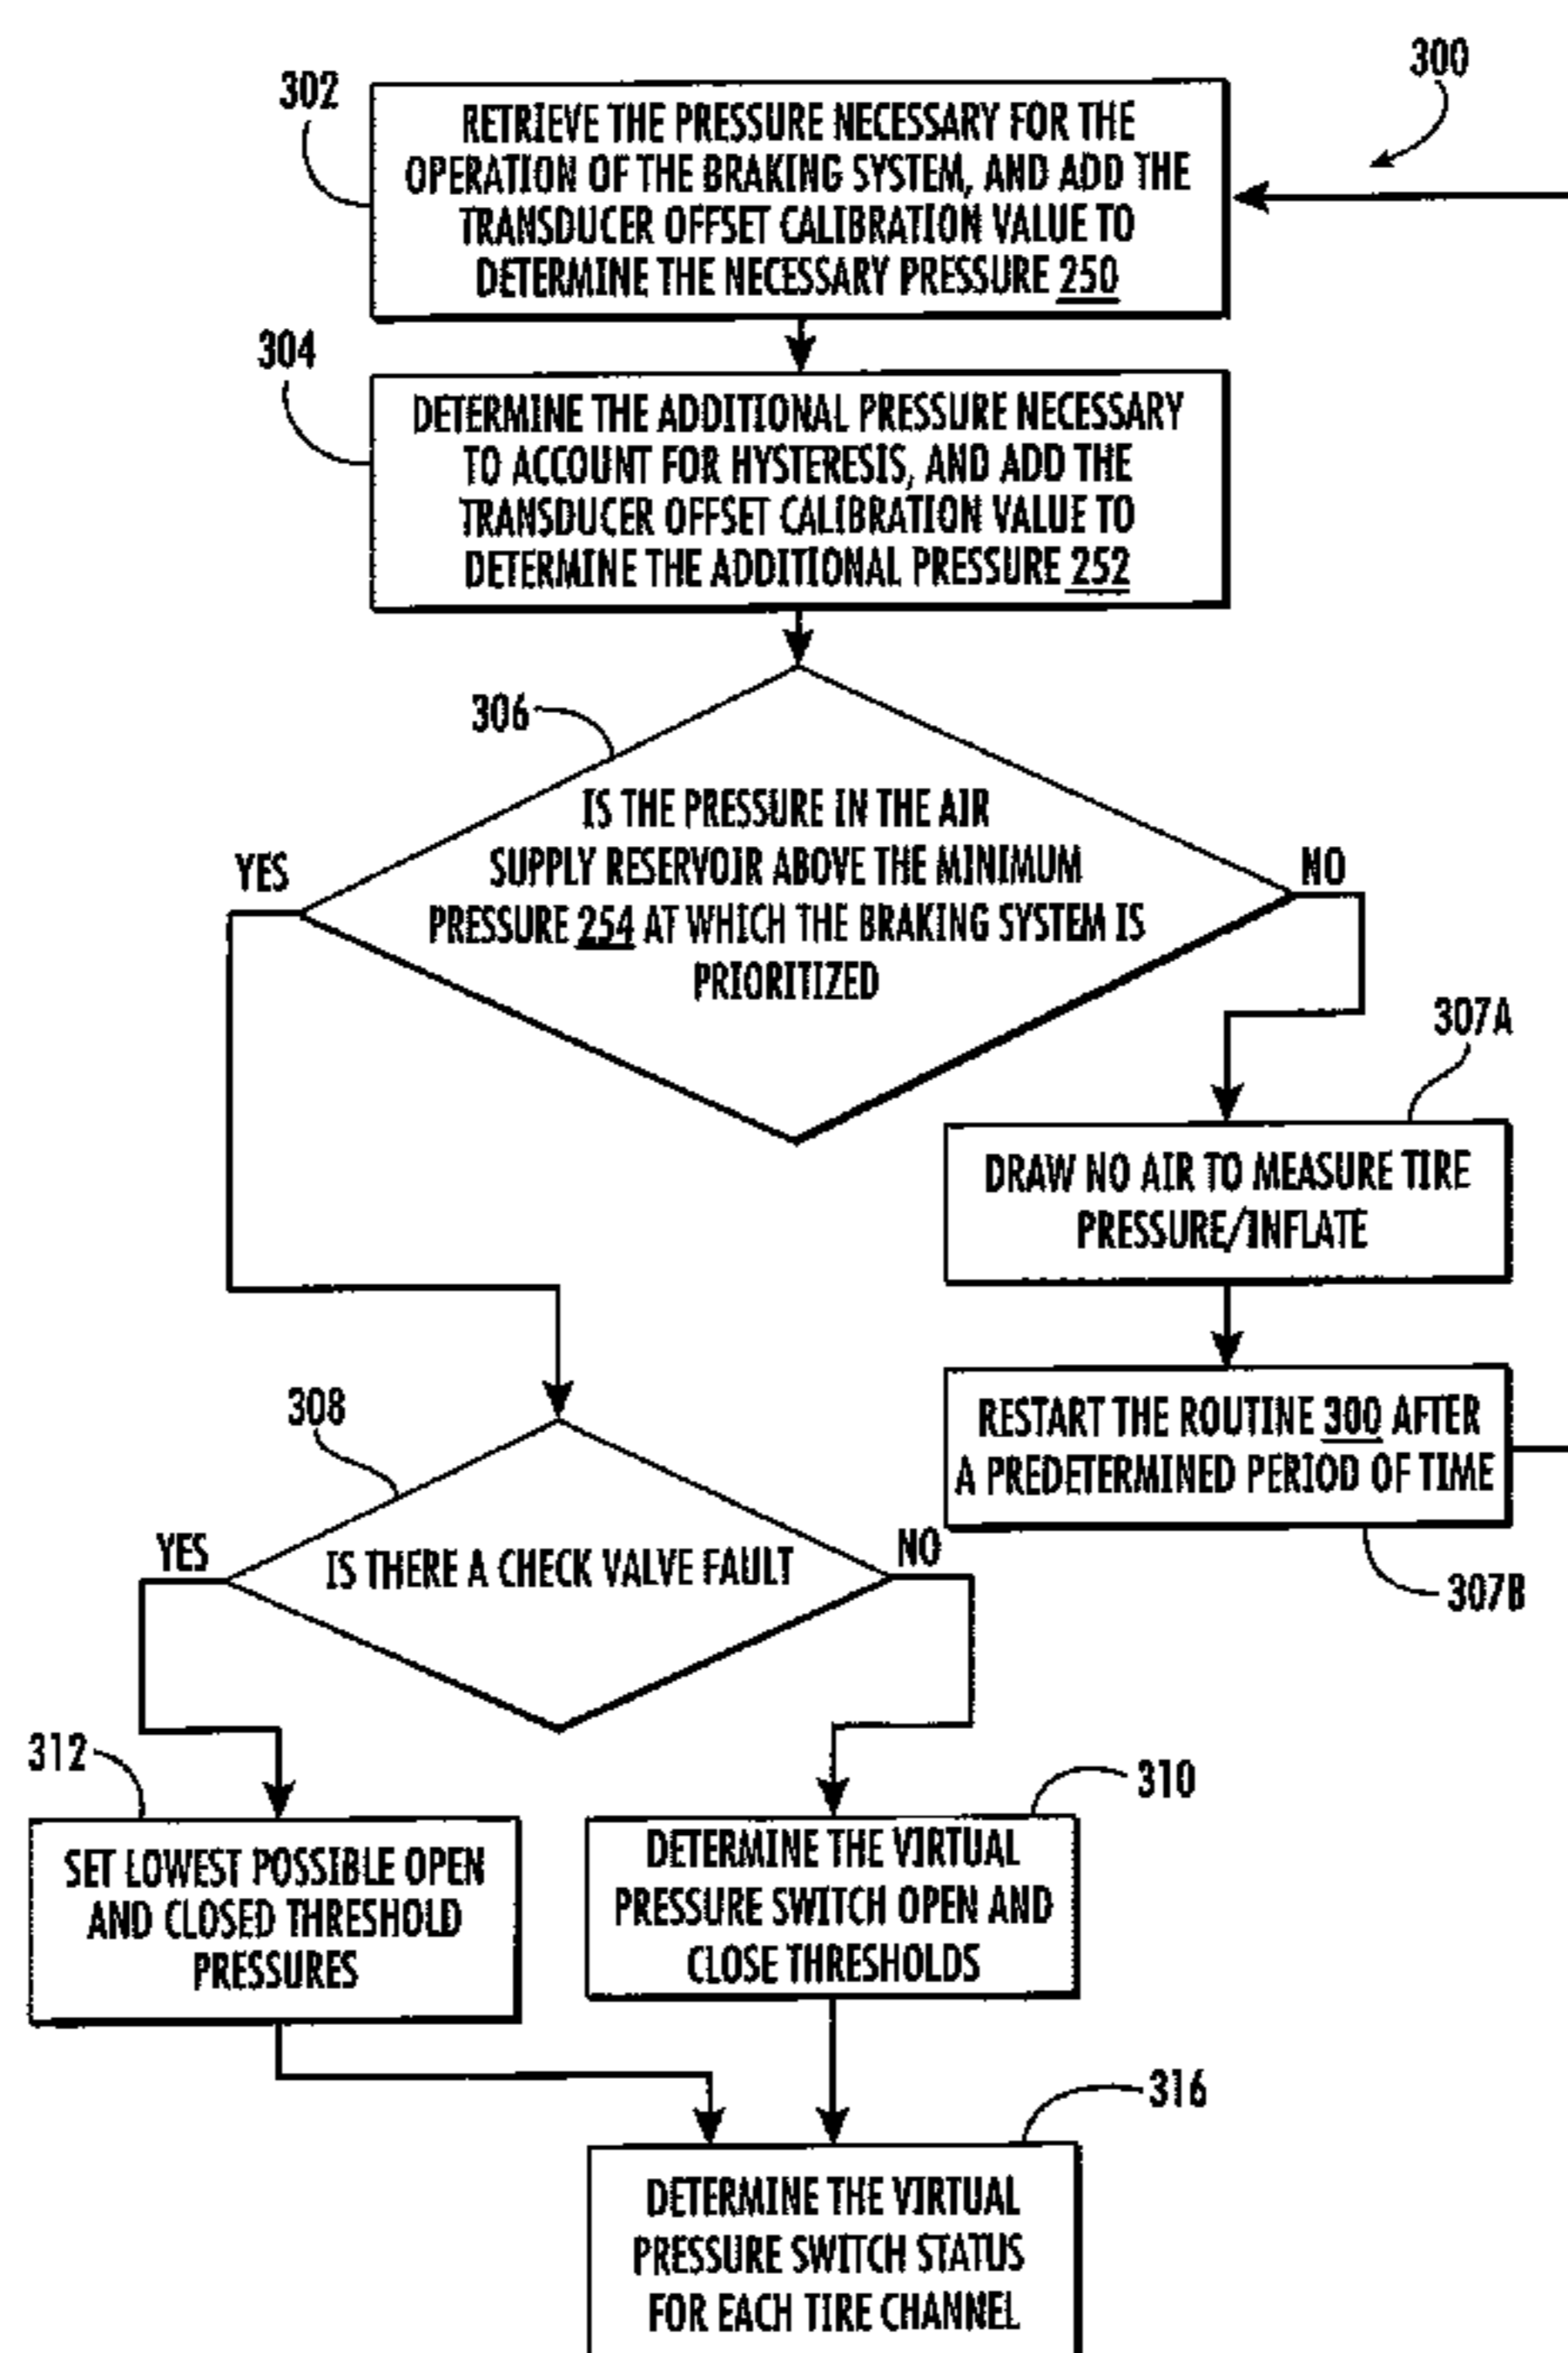 300
302
RETRIEVE THE PRESSURE NECESSARY FOR THE
OPERATION OF THE BRAKING SYSTEM, AND ADD THE
TRANSDUCER OFFSET CALIBRATION VALUE TO
DETERMINE THE NECESSARY PRESSURE 250
304
DETERMINE THE ADDITIONAL PRESSURE NECESSARY
TO ACCOUNT FOR HYSTERESIS, AND ADD THE
TRANSDUCER OFFSET CALIBRATION VALUE TO
DETERMINE THE ADDITIONAL PRESSURE 252
306
IS THE PRESSURE IN THE AIR
SUPPLY RESERVOIR ABOVE THE MINIMUM
PRESSURE 254 AT WHICH THE BRAKING SYSTEM IS
PRIORITIZED
YES
NO
307A
DRAW NO AIR TO MEASURE TIRE
PRESSURE/INFLATE
RESTART THE ROUTINE 300 AFTER
A PREDETERMINED PERIOD OF TIME
307B
308
IS THERE A CHECK VALVE FAULT
YES
NO
312
SET LOWEST POSSIBLE OPEN
AND CLOSED THRESHOLD
PRESSURES
310
DETERMINE THE VIRTUAL
PRESSURE SWITCH OPEN AND
CLOSE THRESHOLDS
316
DETERMINE THE VIRTUAL
PRESSURE SWITCH STATUS
FOR EACH TIRE CHANNEL